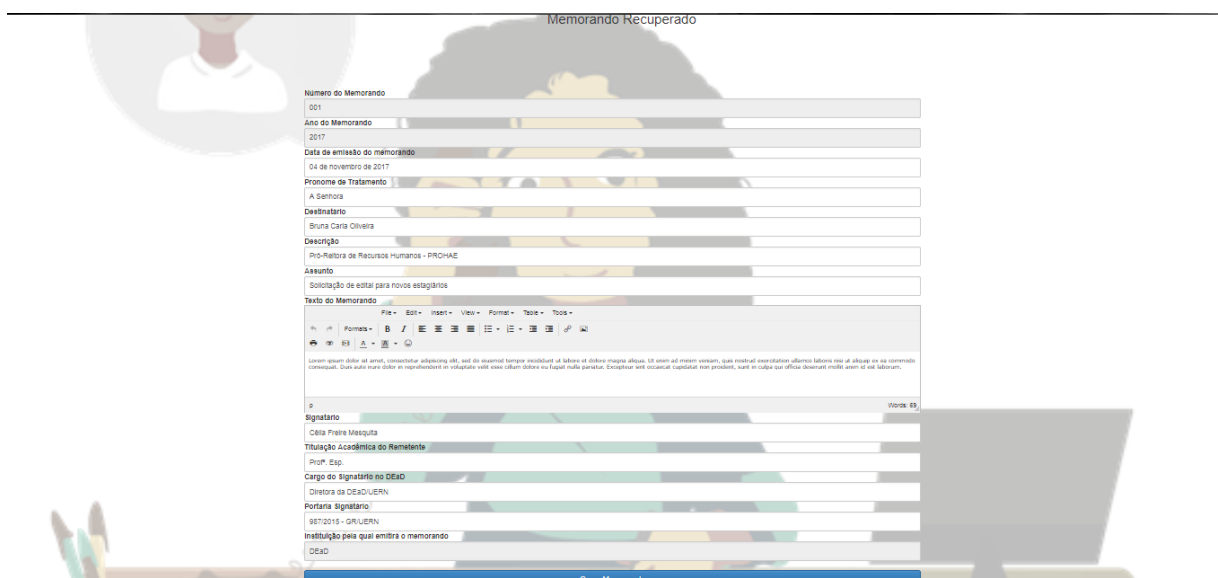 Memorando Recuperado
Número do Memorando
001
Ano do Memorando
2017
Data de emissão do memorando
04 de novembro de 2017
Pronome de Tratamento
A Senhora
Destinatário
Bruna Carla Oliveira
Descrição
Pró-Reitora de Recursos Humanos - PROHAE
Assunto
Solicitação de edital para novos estagiários
Texto do Memorando
File Edit Insert View Format Table Tools
Formats B I
A A
Lorem ipsum dolor sit amet, consectetur adipiscing elit, sed do eiusmod tempor incididunt ut labore et dolore magna aliqua. Ut enim ad minim veniam, quis nostrud exercitation ullamco laboris nisi ut aliquip ex ea commodo
consequat. Duis aute irure dolor in reprehenderit in voluptate velit esse cillum dolore eu fugiat nulla pariatur. Excepteur sint occaecat cupidatat non proident, sunt in culpa qui officia deserunt mollit anim id est laborum.
p Words: 69
Signatário
Célia Freire Mesquita
Titulação Acadêmica do Remetente
Profª. Esp.
Cargo do Signatário no DEaD
Diretora da DEaD/UERN
Portaria Signatário
987/2015 - GR/UERN
Instituição pela qual emitirá o memorando
DEaD